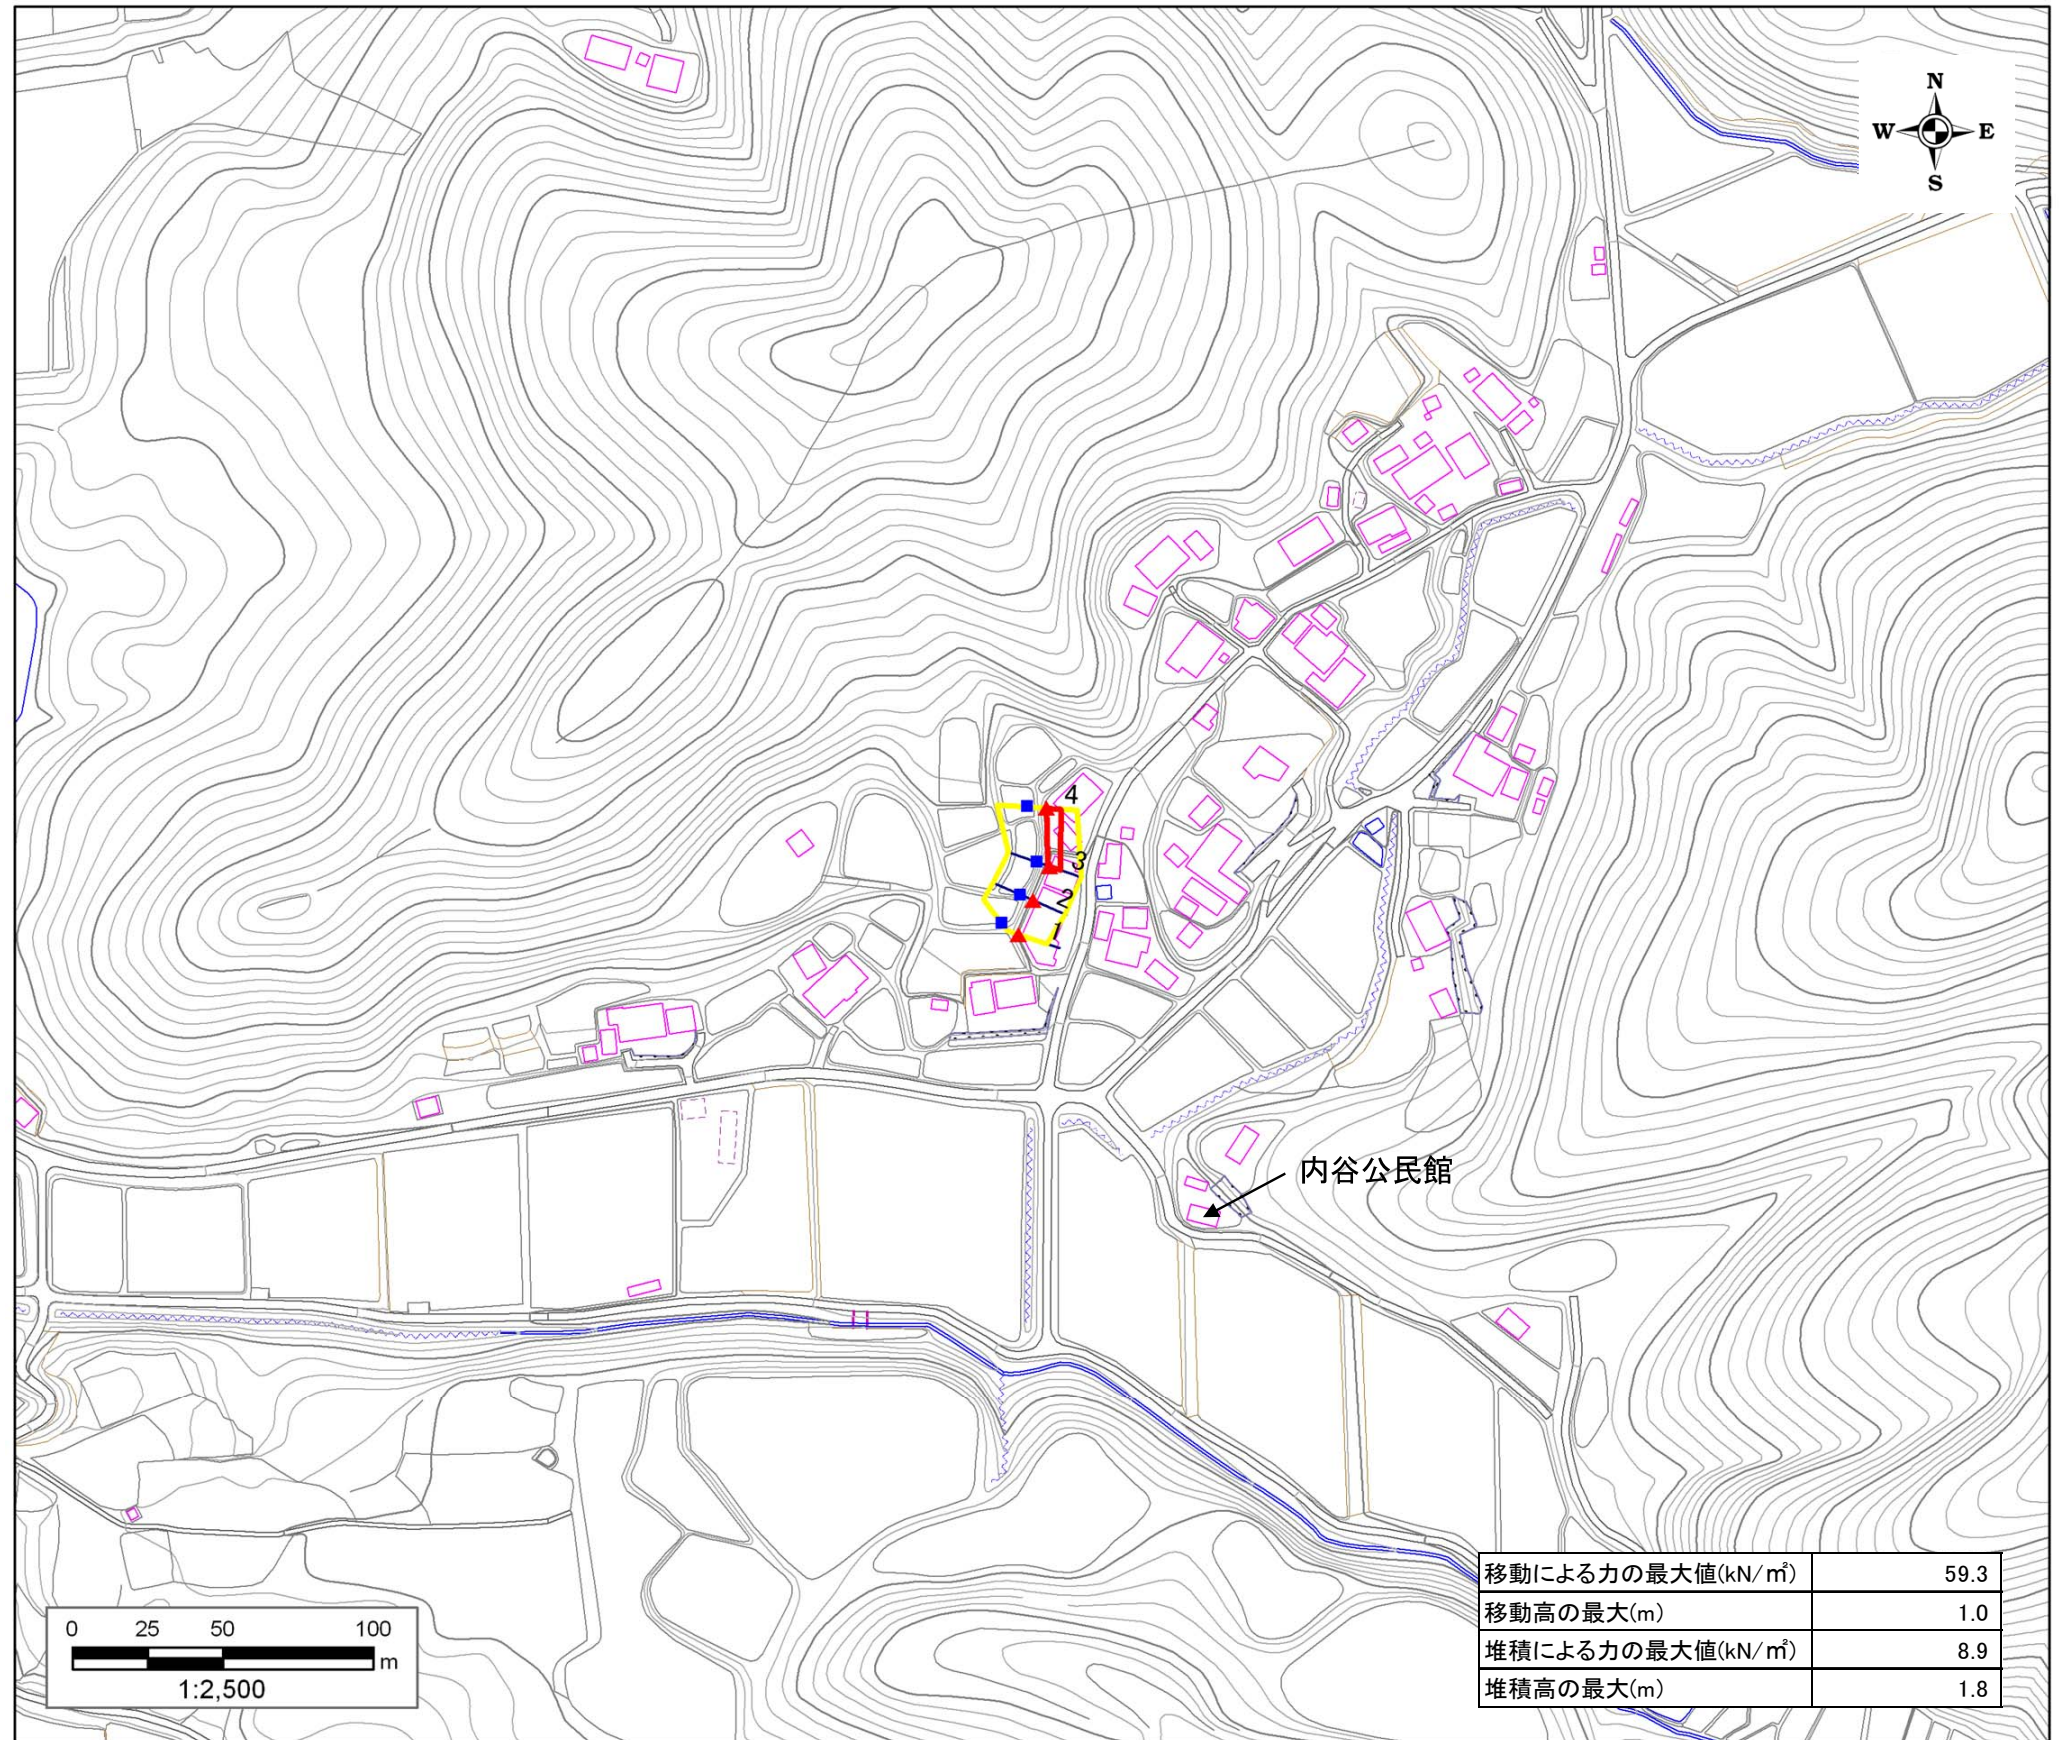 N
W E
S
4
3
2
1
内谷公民館
移動による力の最大値(kN/㎡) 59.3
移動高の最大(m) 1.0
堆積による力の最大値(kN/㎡) 8.9
堆積高の最大(m) 1.8
0 25 50 100
m
1:2,500